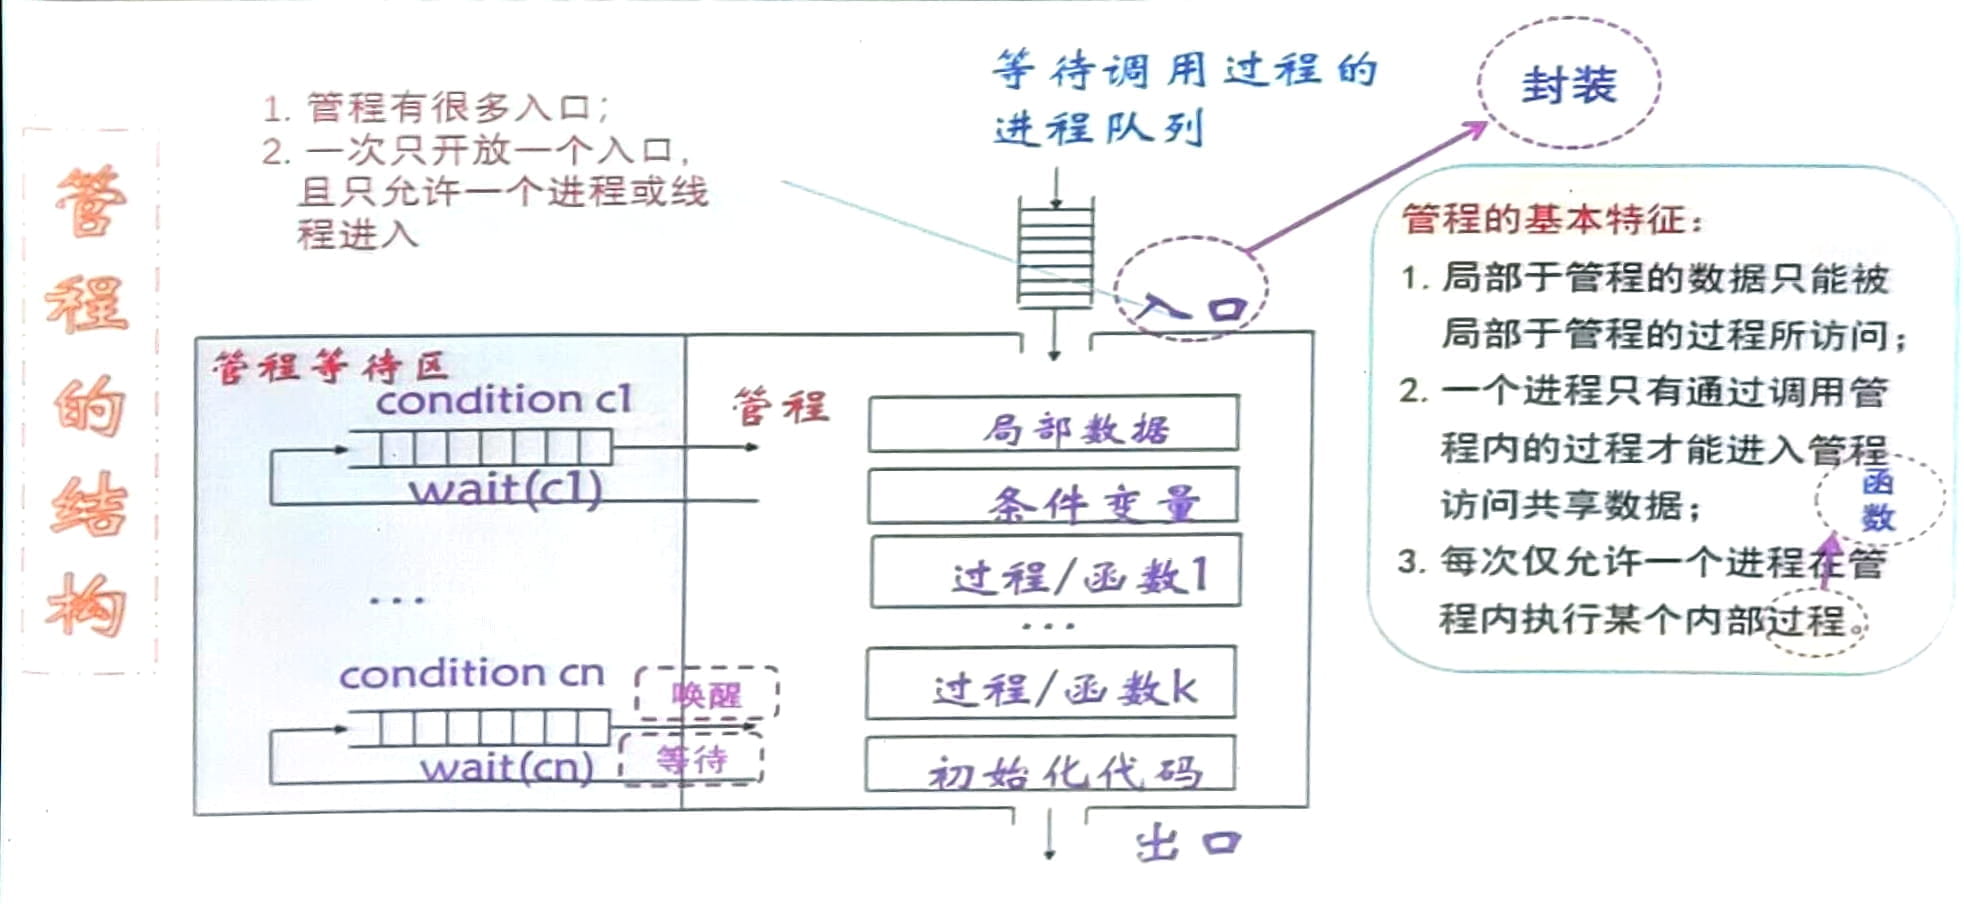 管程的结构
1. 管程有很多入口；
2. 一次只开放一个入口，
且只允许一个进程或线
程进入
等待调用过程的
进程队列
封装
入口
管程等待区
condition c1
wait(c1)
...
condition cn
唤醒
wait(cn)
等待
管程
局部数据
条件变量
过程/函数1
...
过程/函数k
初始化代码
出口
管程的基本特征：
1. 局部于管程的数据只能被
局部于管程的过程所访问；
2. 一个进程只有通过调用管
程内的过程才能进入管程
访问共享数据；
3. 每次仅允许一个进程在管
程内执行某个内部过程。
函
数